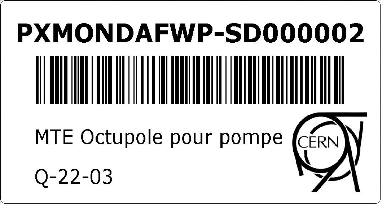 PXMONDAFWP-SD000002
MTE Octupole pour pompe
CERN
Q-22-03